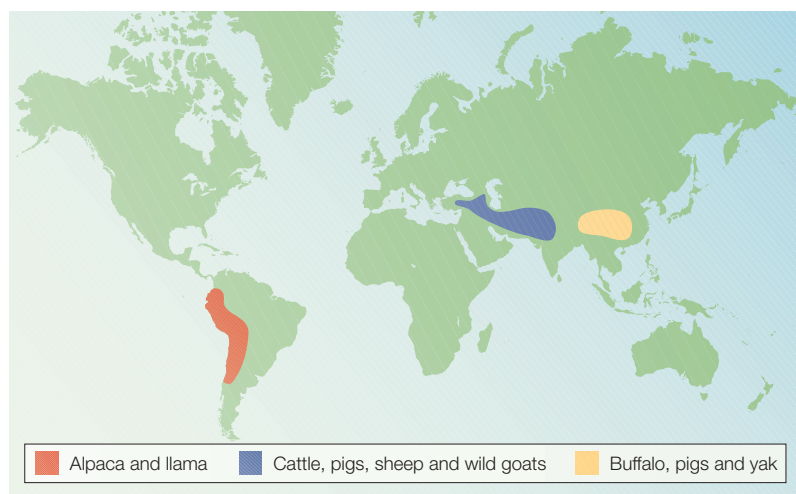 Alpaca and llama
Cattle, pigs, sheep and wild goats
Buffalo, pigs and yak